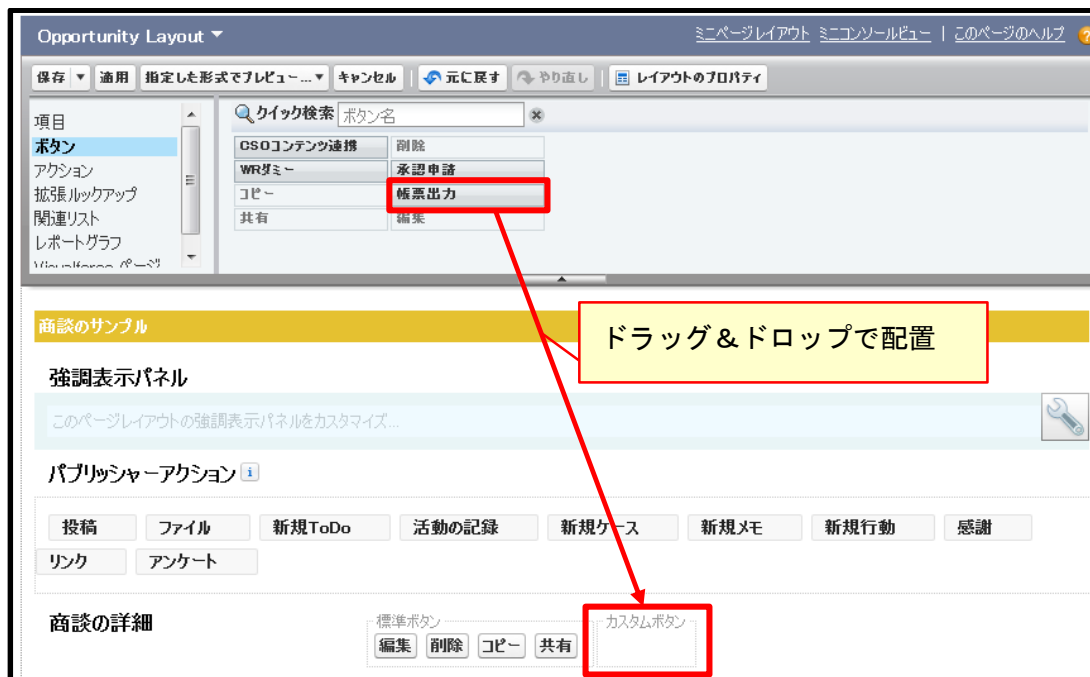 Opportunity Layout ▼ ミニページレイアウト ミニコンソールビュー | このページのヘルプ ?
保存 ▼ 適用 指定した形式でプレビュー...▼ キャンセル 元に戻す やり直し レイアウトのプロパティ
項目
ボタン
アクション
拡張ルックアップ
関連リスト
レポートグラフ
Visualforce ページ
クイック検索 ボタン名
CSOコンテンツ連携 削除
WRダミー 承認申請
コピー 帳票出力
共有 編集
商談のサンプル
ドラッグ＆ドロップで配置
強調表示パネル
このページレイアウトの強調表示パネルをカスタマイズ...
パブリッシャーアクション i
投稿 ファイル 新規ToDo 活動の記録 新規ケース 新規メモ 新規行動 感謝
リンク アンケート
商談の詳細
標準ボタン カスタムボタン
編集 削除 コピー 共有